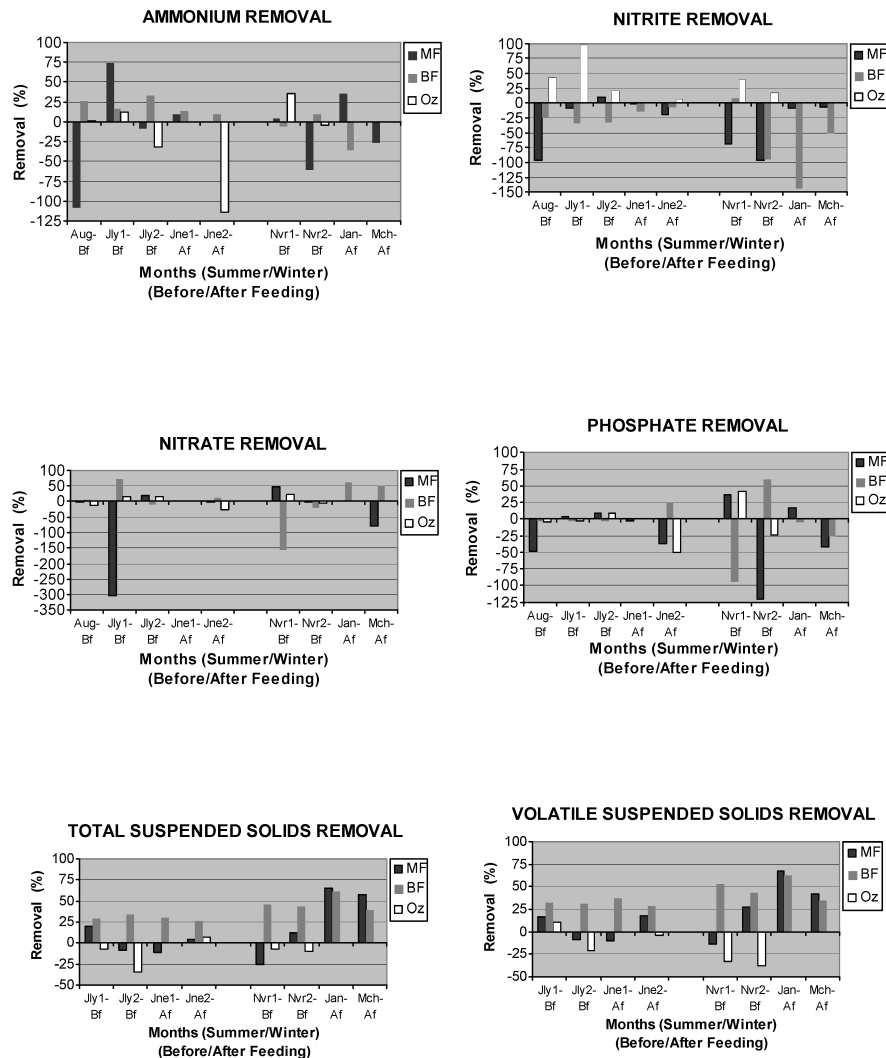 AMMONIUM REMOVAL
100
75
50
25
0
-25
-50
-75
-100
-125
Removal (%)
MF
BF
Oz
Aug- Jly1- Jly2- Jne1- Jne2- Nvr1- Nvr2- Jan- Mch-
Bf Bf Bf Af Af Bf Bf Af Af
Months (Summer/Winter)
(Before/After Feeding)
NITRITE REMOVAL
100
75
50
25
0
-25
-50
-75
-100
-125
-150
Removal (%)
MF
BF
Oz
Aug- Jly1- Jly2- Jne1- Jne2- Nvr1- Nvr2- Jan- Mch-
Bf Bf Bf Af Af Bf Bf Af Af
Months (Summer/Winter)
(Before/After Feeding)
NITRATE REMOVAL
100
50
0
-50
-100
-150
-200
-250
-300
-350
Removal (%)
MF
BF
Oz
Aug- Jly1- Jly2- Jne1- Jne2- Nvr1- Nvr2- Jan- Mch-
Bf Bf Bf Af Af Bf Bf Af Af
Months (Summer/Winter)
(Before/After Feeding)
PHOSPHATE REMOVAL
100
75
50
25
0
-25
-50
-75
-100
-125
Removal (%)
MF
BF
Oz
Aug- Jly1- Jly2- Jne1- Jne2- Nvr1- Nvr2- Jan- Mch-
Bf Bf Bf Af Af Bf Bf Af Af
Months (Summer/Winter)
(Before/After Feeding)
TOTAL SUSPENDED SOLIDS REMOVAL
100
75
50
25
0
-25
-50
Removal (%)
MF
BF
Oz
Jly1- Jly2- Jne1- Jne2- Nvr1- Nvr2- Jan- Mch-
Bf Bf Af Af Bf Bf Af Af
Months (Summer/Winter)
(Before/After Feeding)
VOLATILE SUSPENDED SOLIDS REMOVAL
100
75
50
25
0
-25
-50
Removal (%)
MF
BF
Oz
Jly1- Jly2- Jne1- Jne2- Nvr1- Nvr2- Jan- Mch-
Bf Bf Af Af Bf Bf Af Af
Months (Summer/Winter)
(Before/After Feeding)